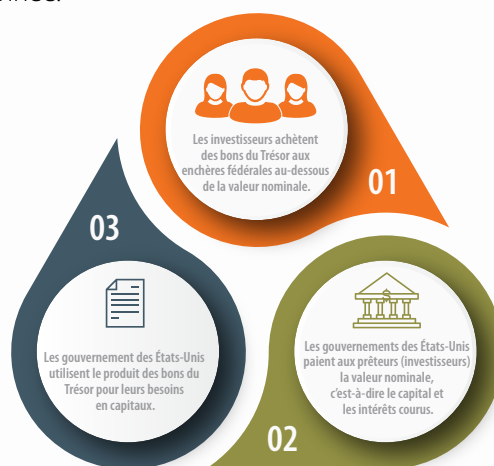 Les investisseurs achètent
des bons du Trésor aux
enchères fédérales au-dessous
de la valeur nominale.
01
03
Les gouvernement des États-Unis
utilisent le produit des bons du
Trésor pour leurs besoins
en capitaux.
$
Les gouvernements des États-Unis
paient aux prêteurs (investisseurs)
la valeur nominale,
c’est-à-dire le capital et
les intérêts courus.
02